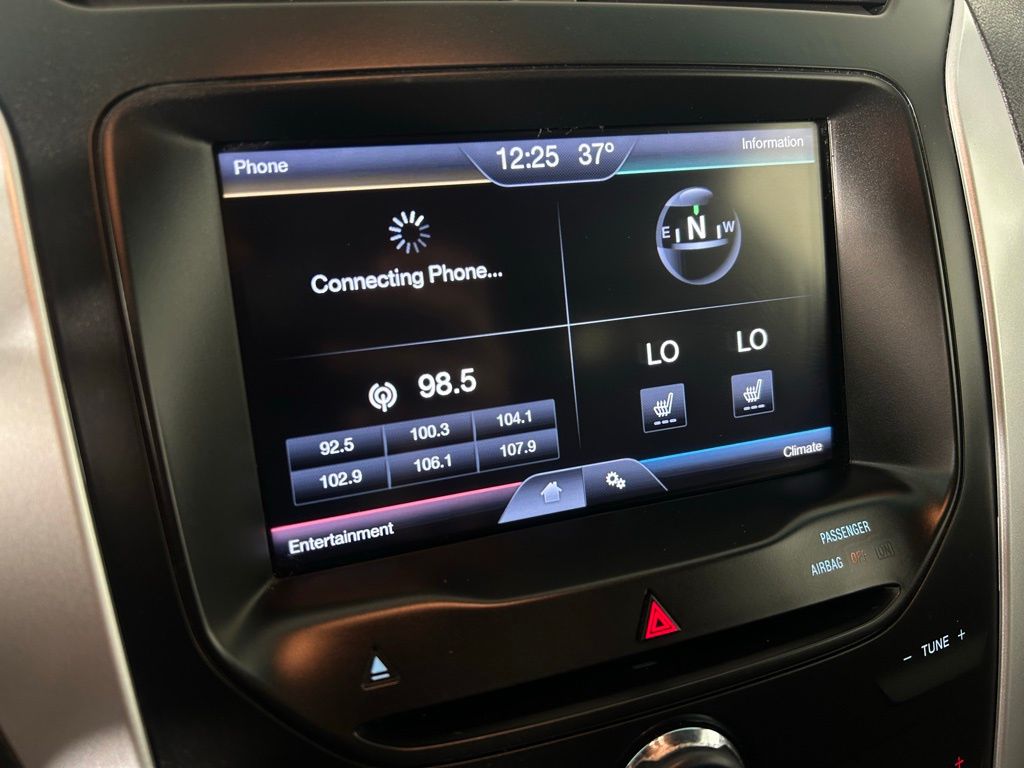 Phone
12:25 37°
Information
Connecting Phone...
E N W
98.5
92.5 100.3 104.1
102.9 106.1 107.9
LO LO
Entertainment
Climate
PASSENGER
AIRBAG OFF ON
- TUNE +
+